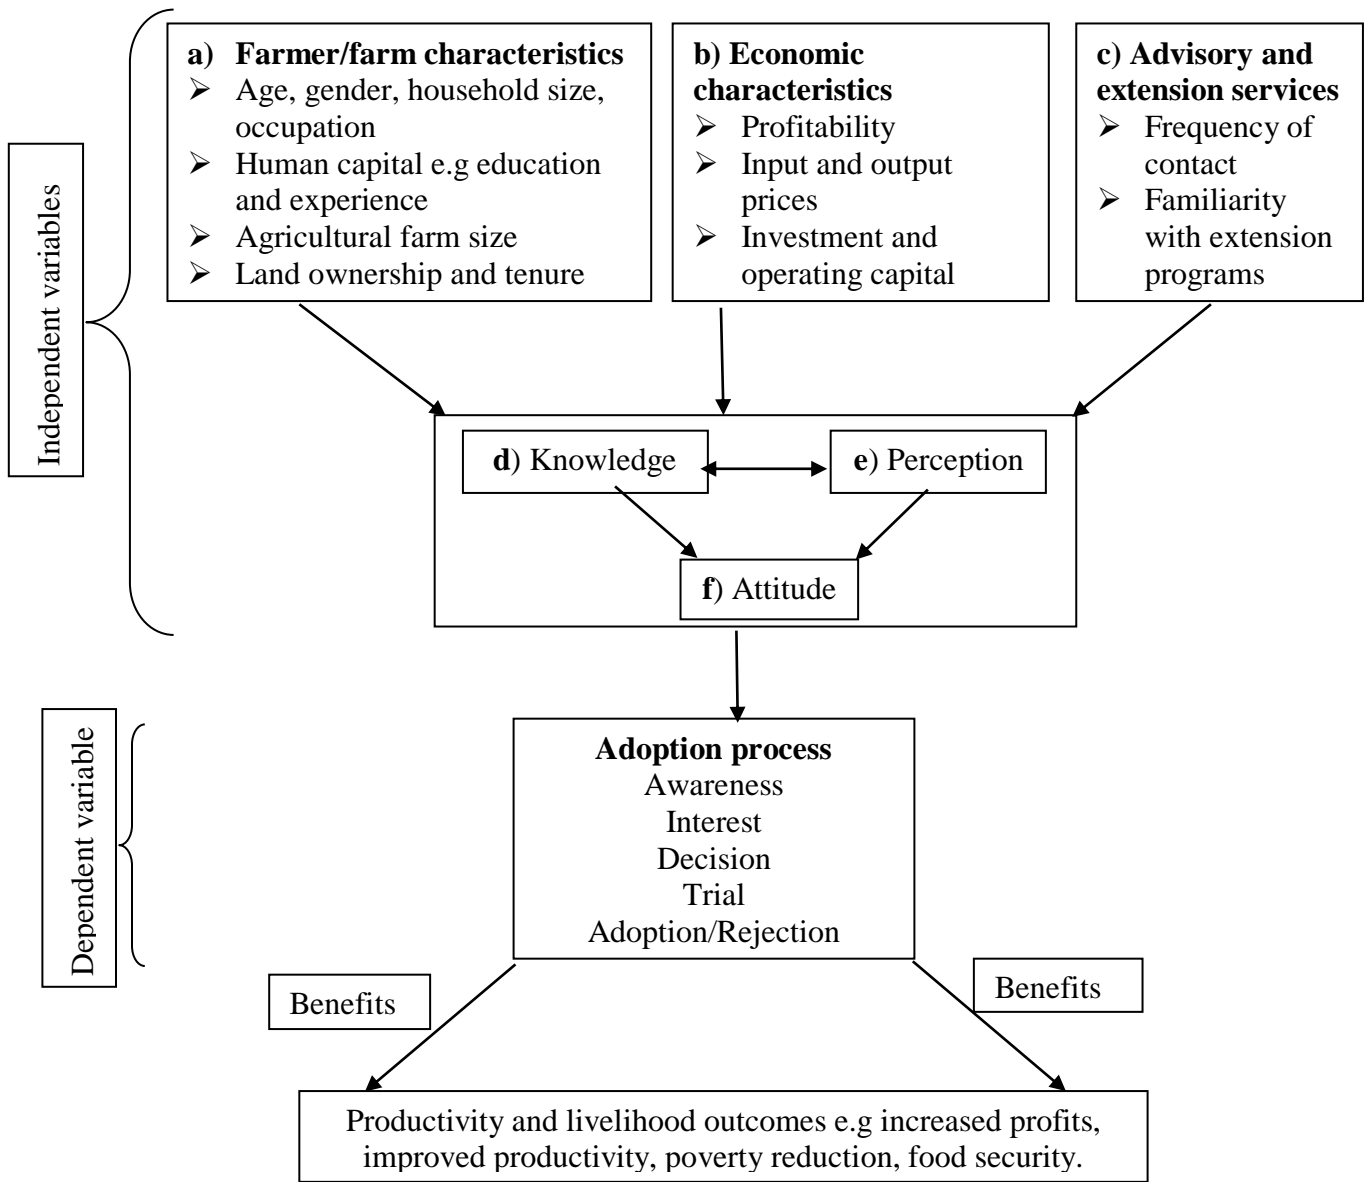 Independent variables
a) Farmer/farm characteristics
➢ Age, gender, household size,
occupation
➢ Human capital e.g education
and experience
➢ Agricultural farm size
➢ Land ownership and tenure
b) Economic
characteristics
➢ Profitability
➢ Input and output
prices
➢ Investment and
operating capital
c) Advisory and
extension services
➢ Frequency of
contact
➢ Familiarity
with extension
programs
d) Knowledge
e) Perception
f) Attitude
Dependent variable
Adoption process
Awareness
Interest
Decision
Trial
Adoption/Rejection
Benefits
Benefits
Productivity and livelihood outcomes e.g increased profits,
improved productivity, poverty reduction, food security.